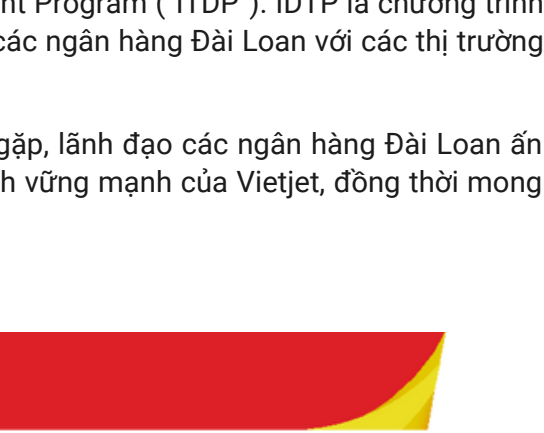 nt Program ("ITDP"). IDTP là chương trình
các ngân hàng Đài Loan với các thị trường
gặp, lãnh đạo các ngân hàng Đài Loan ấn
h vững mạnh của Vietjet, đồng thời mong